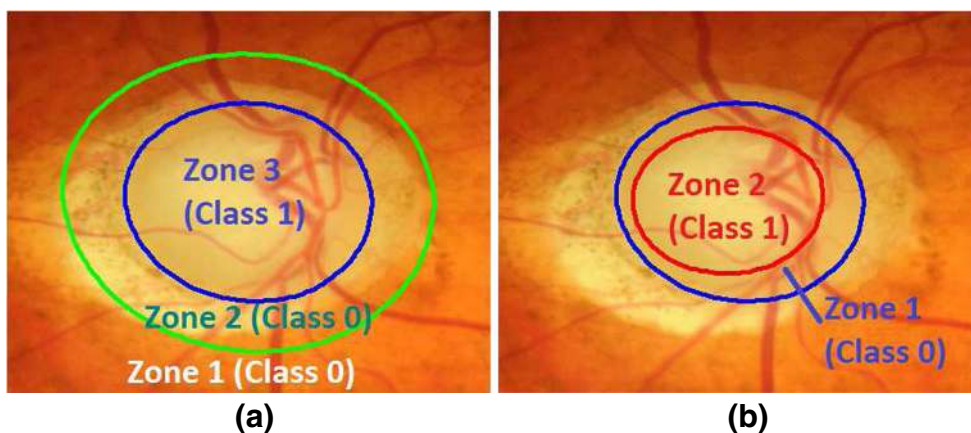 Zone 3
(Class 1)
Zone 2 (Class 0)
Zone 1 (Class 0)
(a)
Zone 2
(Class 1)
Zone 1
(Class 0)
(b)